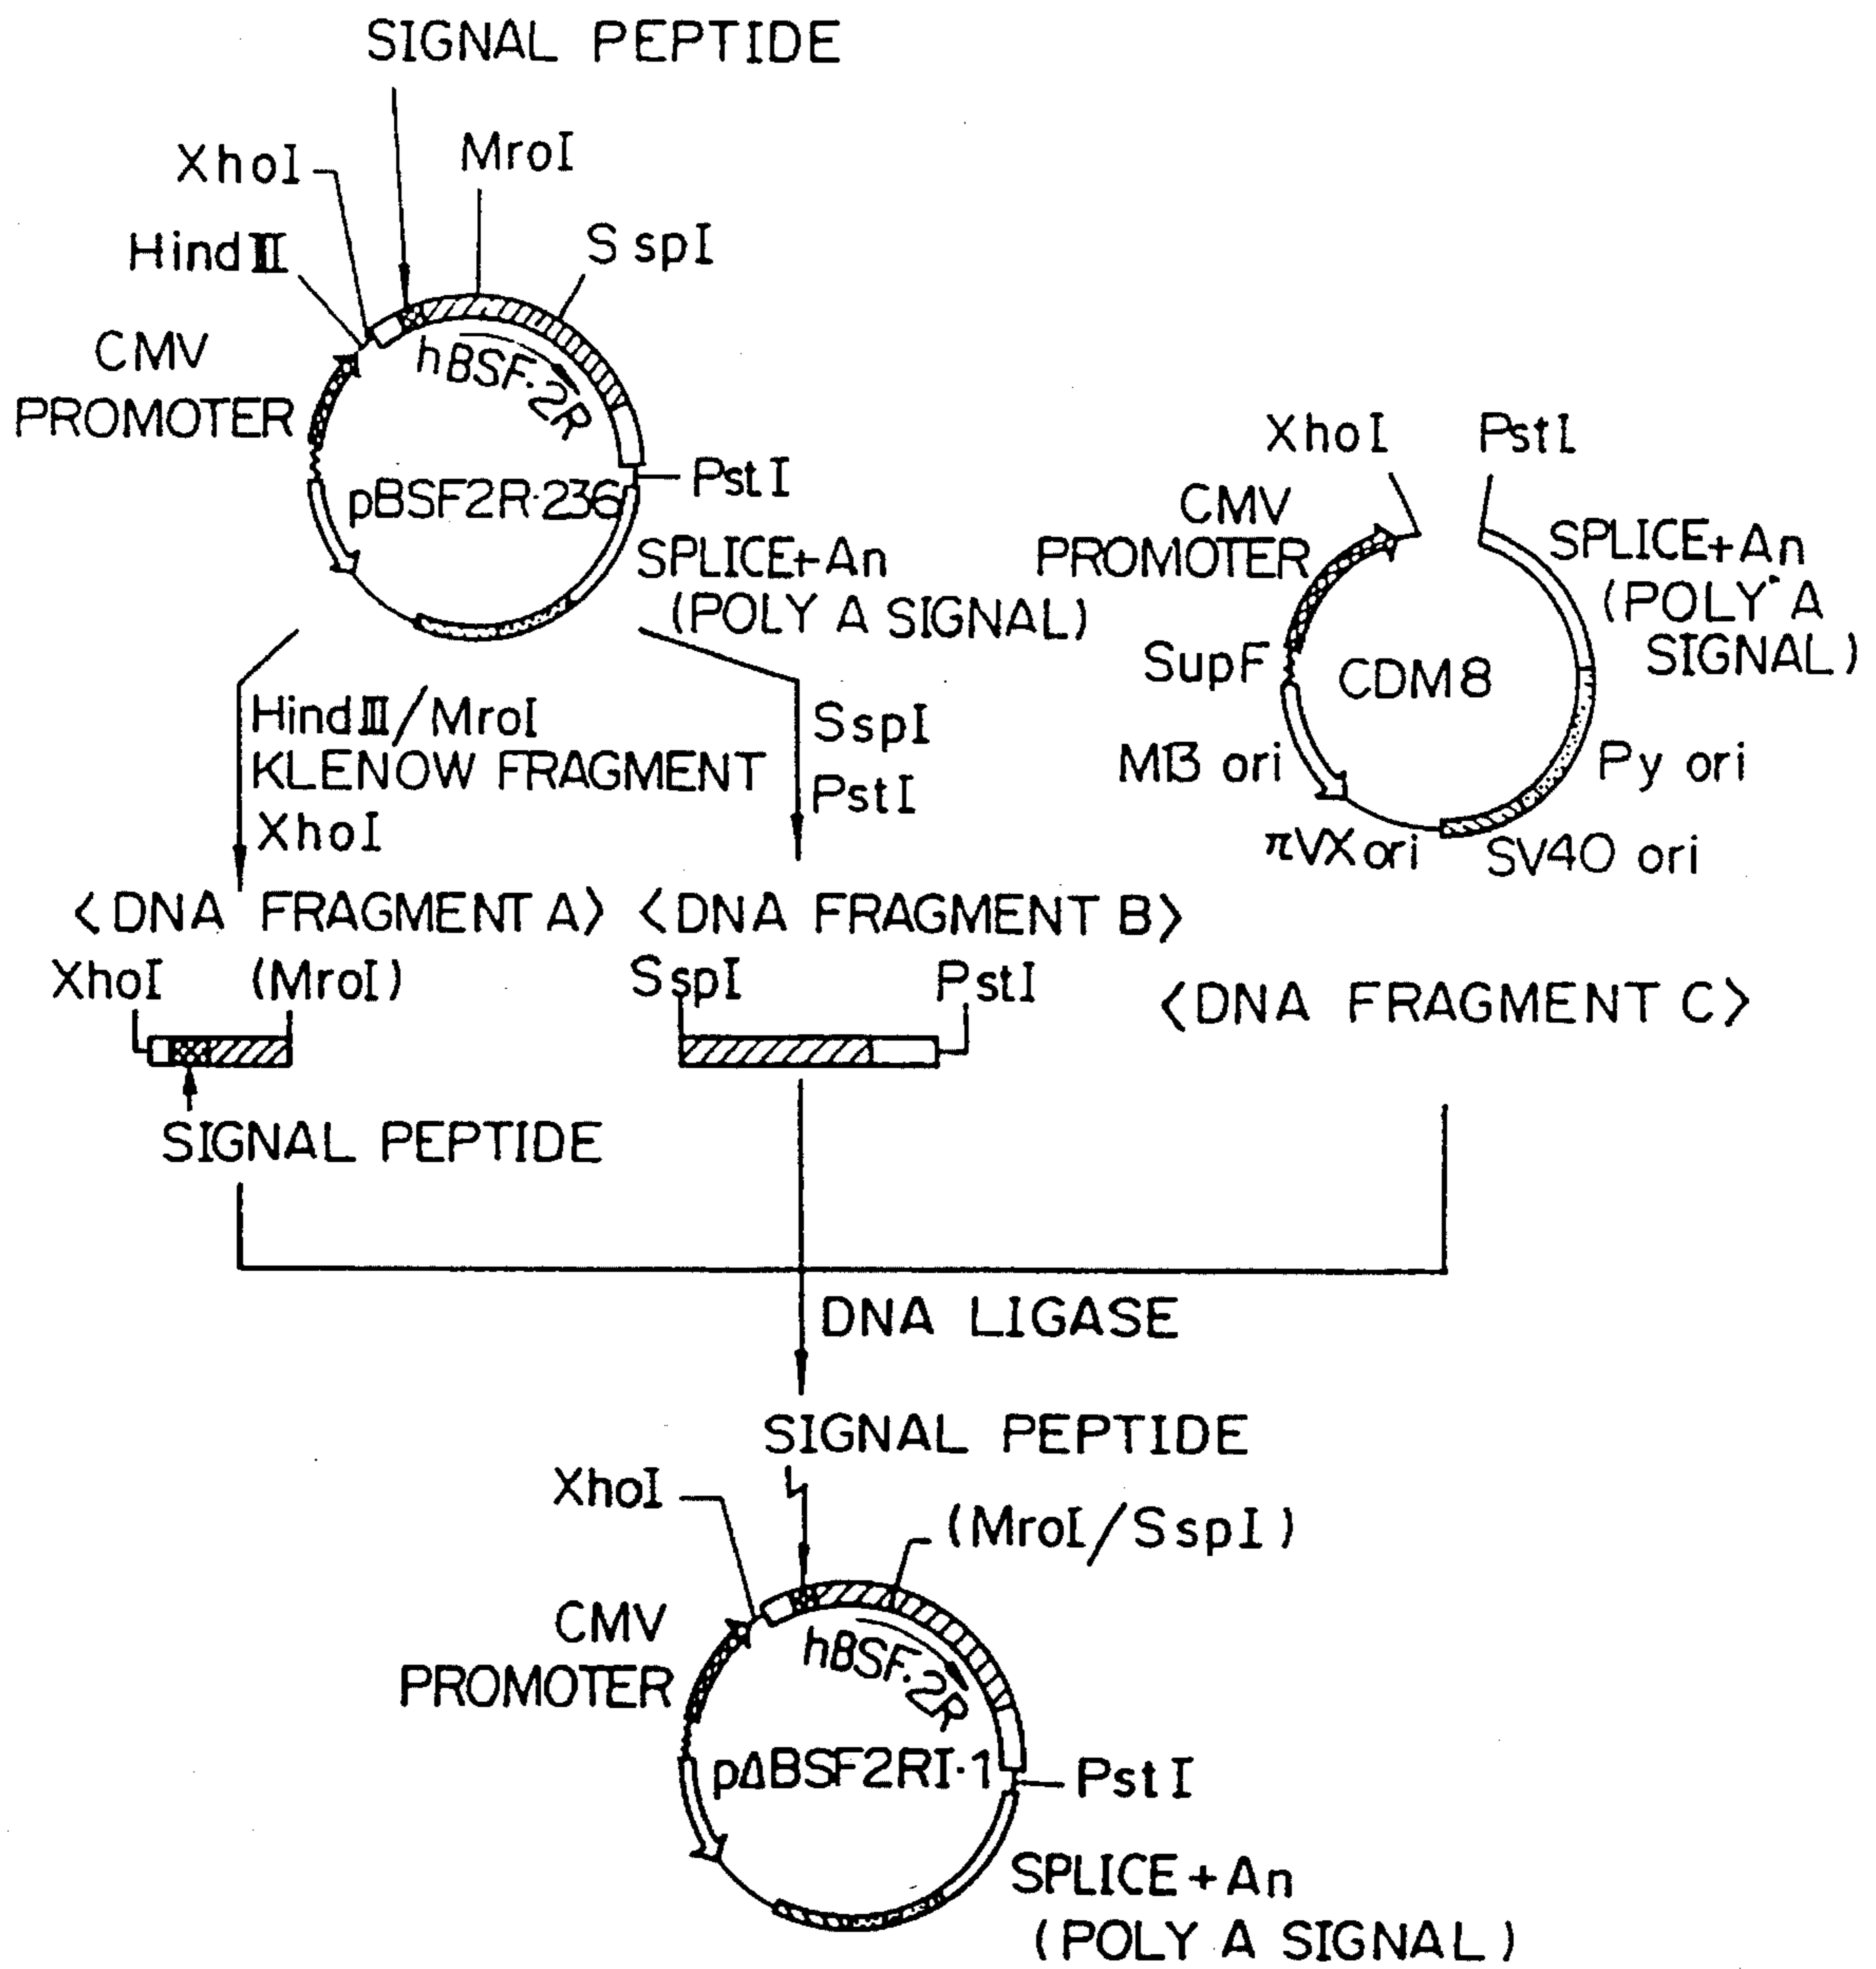 SIGNAL PEPTIDE
XhoI
MroI
HindIII
SspI
CMV
PROMOTER
hBSF·2R
pBSF2R·236
PstI
SPLICE+An
(POLY A SIGNAL)
XhoI
PstI
CMV
PROMOTER
SPLICE+An
(POLY A
SIGNAL)
SupF
CDM8
M13 ori
Py ori
πVX ori
SV40 ori
HindIII/MroI
KLENOW FRAGMENT
XhoI
SspI
PstI
<DNA FRAGMENT A>
<DNA FRAGMENT B>
XhoI
(MroI)
SspI
PstI
<DNA FRAGMENT C>
SIGNAL PEPTIDE
DNA LIGASE
SIGNAL PEPTIDE
XhoI
(MroI/SspI)
CMV
PROMOTER
hBSF·2R
pΔBSF2RI·1
PstI
SPLICE+An
(POLY A SIGNAL)